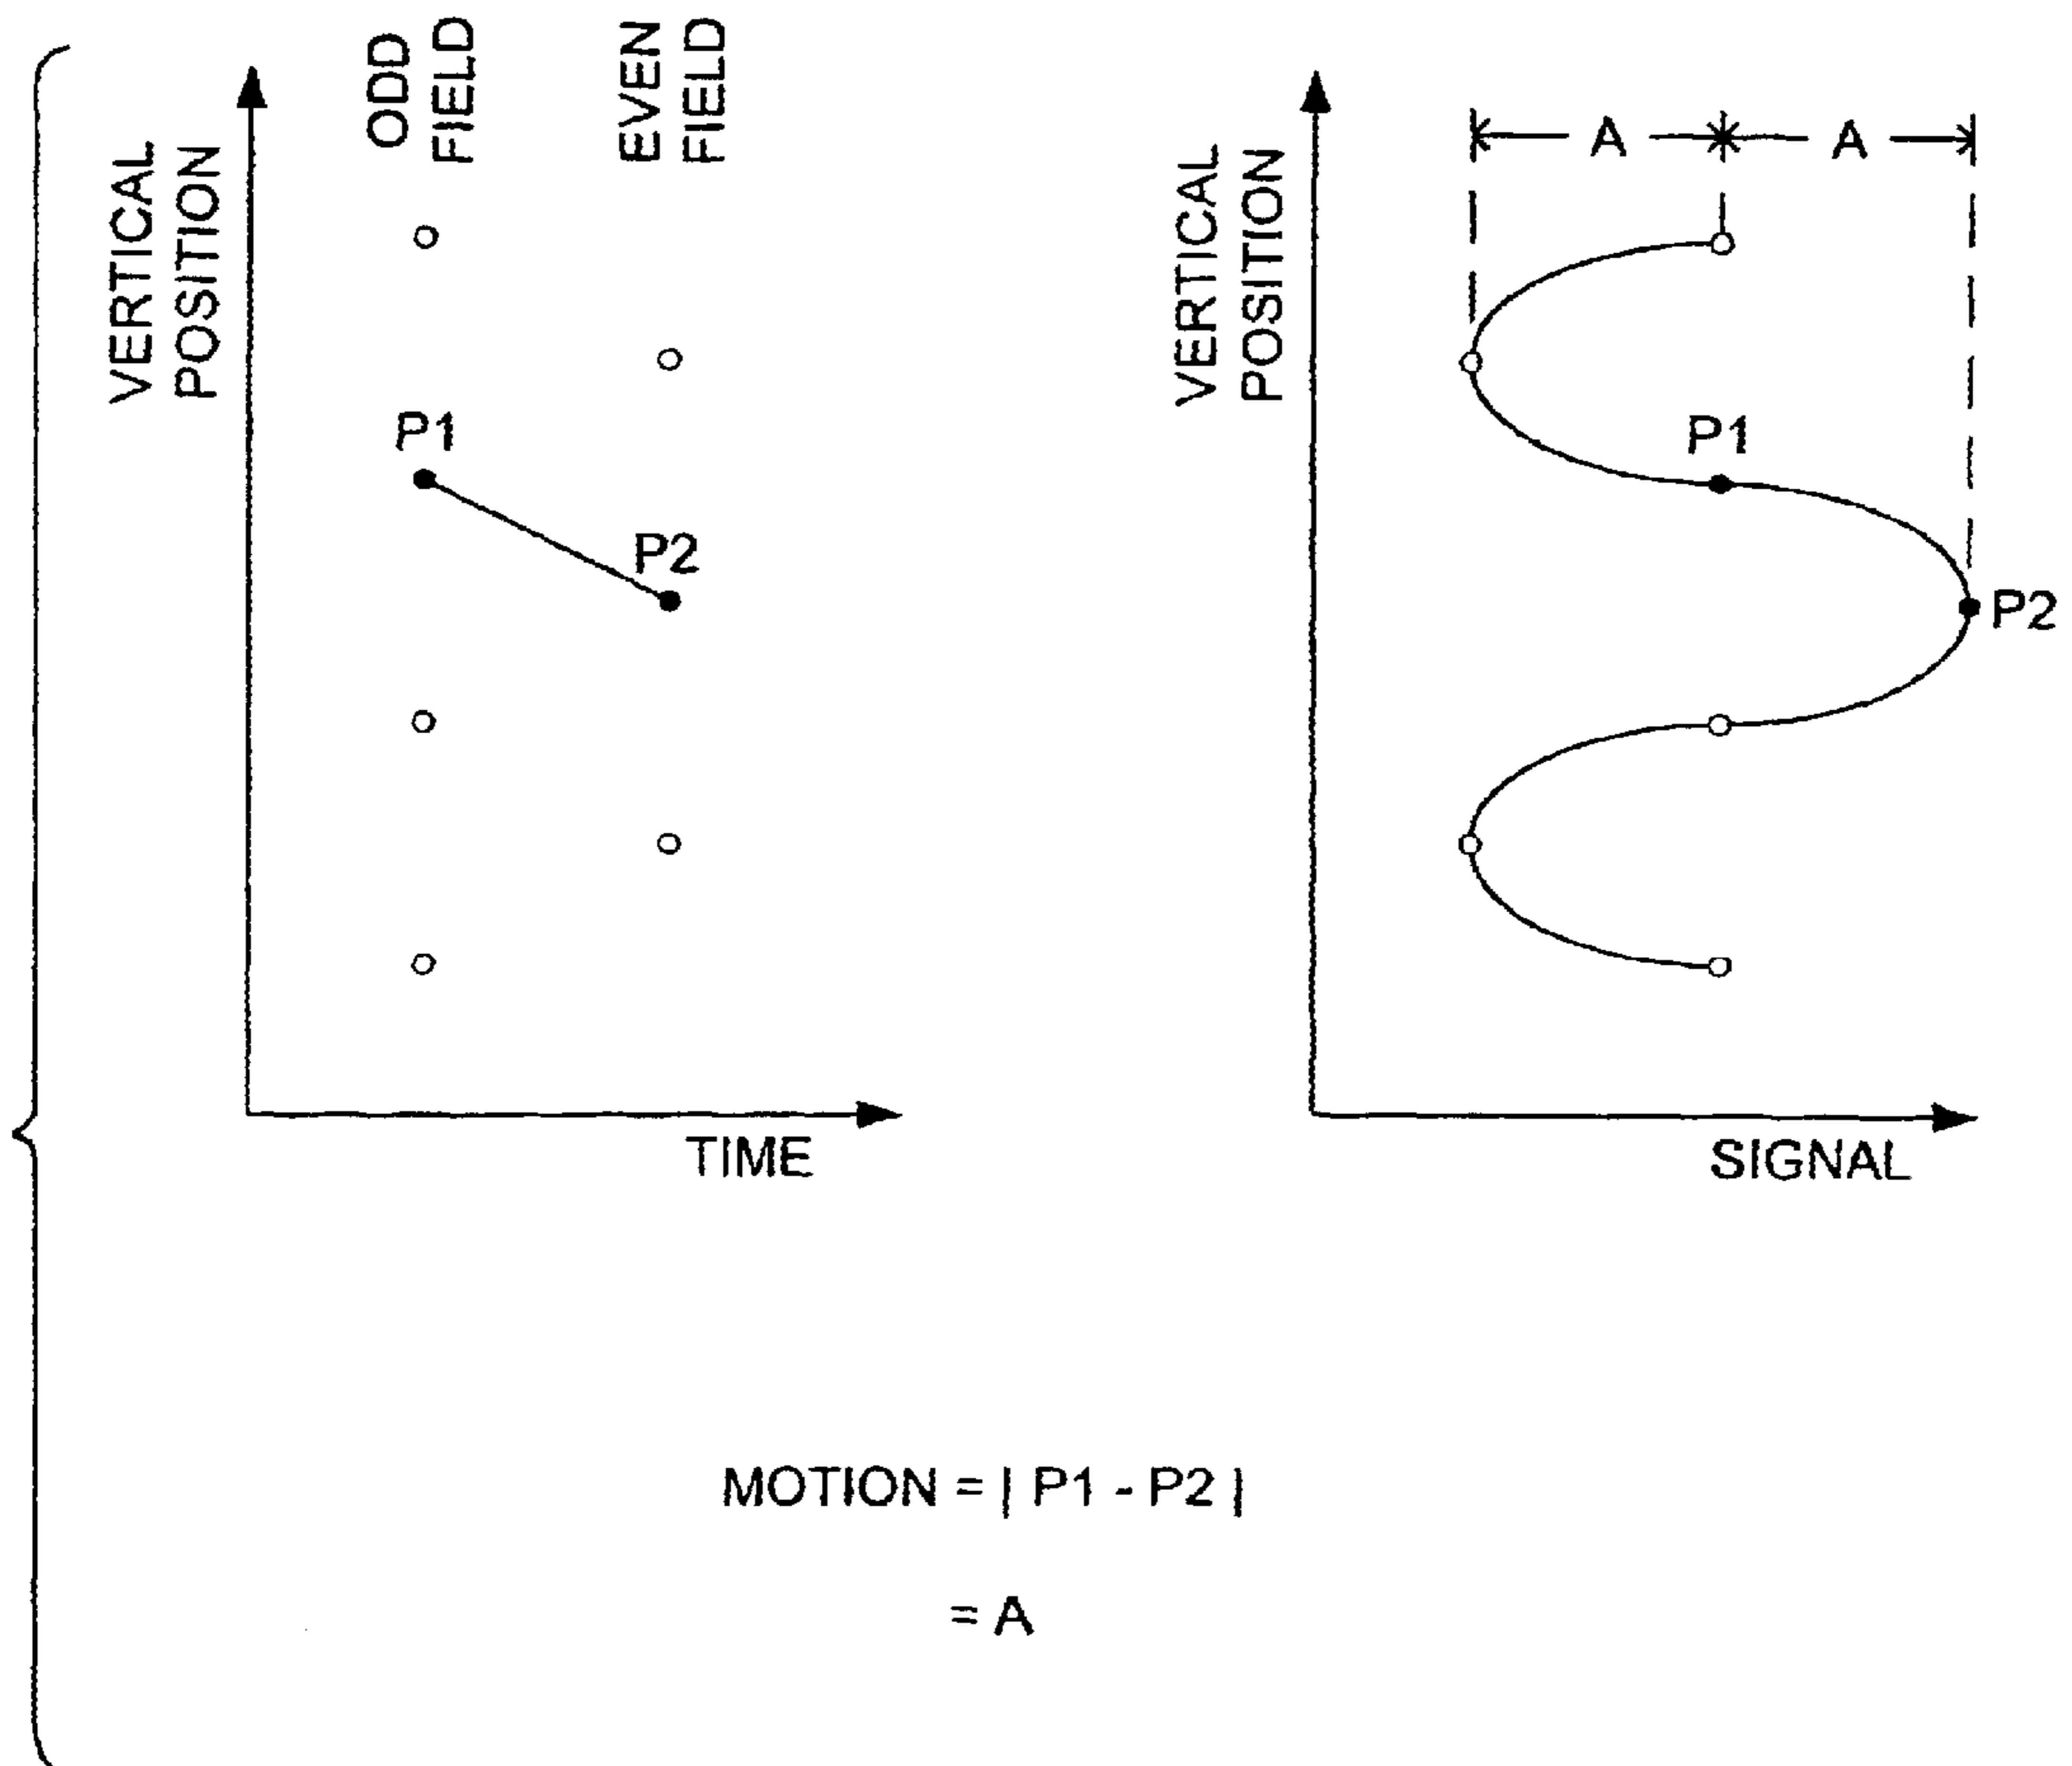 ODD
FIELD
EVEN
FIELD
VERTICAL
POSITION
P1
P2
TIME
VERTICAL
POSITION
A
A
P1
P2
SIGNAL
MOTION = | P1 - P2 |
= A